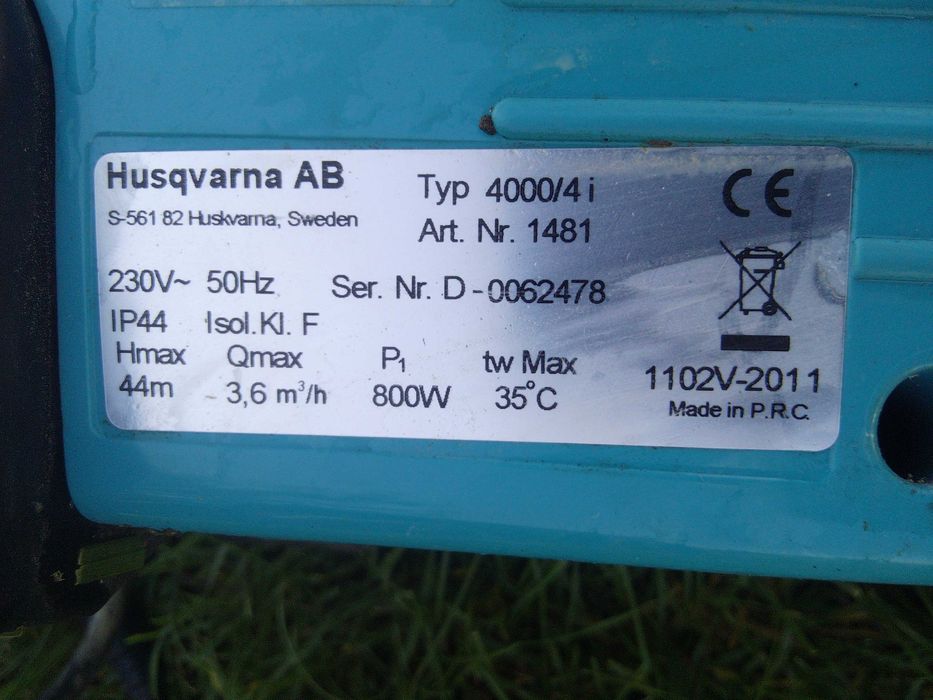 Husqvarna AB
S-561 82 Huskvarna, Sweden
Typ 4000/4 i
Art. Nr. 1481
CE
230V~ 50Hz
Ser. Nr. D-0062478
IP44 Isol.Kl. F
Hmax Qmax P1 tw Max
44m 3,6 m³/h 800W 35°C
1102V-2011
Made in P.R.C.